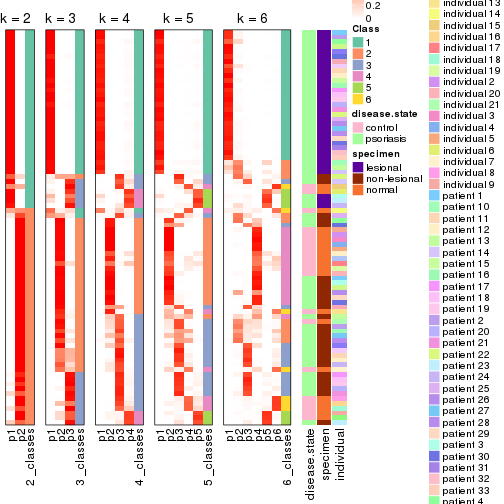 k = 2
k = 3
k = 4
k = 5
k = 6
p1
p2
2_classes
p1
p2
p3
3_classes
p1
p2
p3
p4
4_classes
p1
p2
p3
p4
p5
5_classes
p1
p2
p3
p4
p5
p6
6_classes
disease.state
specimen
individual
0.2
0
Class
1
2
3
4
5
6
disease.state
control
psoriasis
specimen
lesional
non-lesional
normal
individual 13
individual 14
individual 15
individual 16
individual 17
individual 18
individual 19
individual 2
individual 20
individual 21
individual 3
individual 4
individual 5
individual 6
individual 7
individual 8
individual 9
patient 1
patient 10
patient 11
patient 12
patient 13
patient 14
patient 15
patient 16
patient 17
patient 18
patient 19
patient 2
patient 20
patient 21
patient 22
patient 23
patient 24
patient 25
patient 26
patient 27
patient 28
patient 29
patient 3
patient 30
patient 31
patient 32
patient 33
patient 4